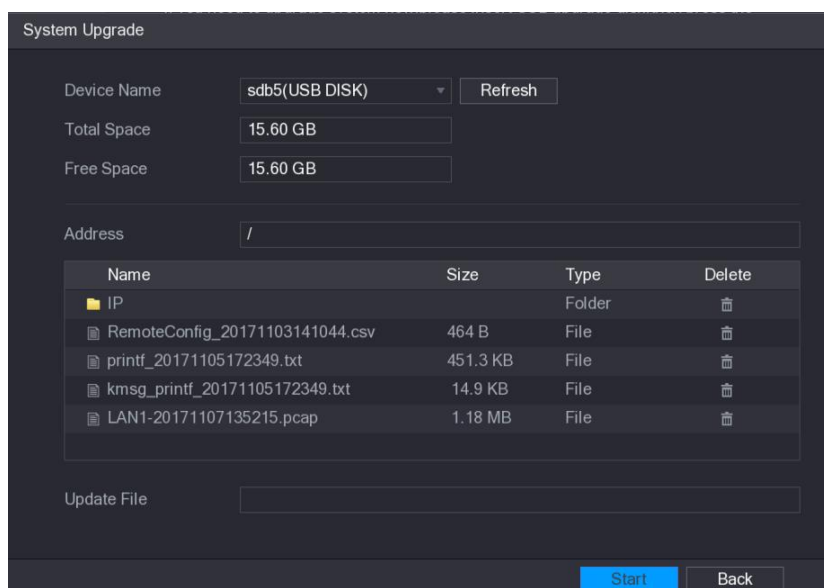 System Upgrade
Device Name sdb5(USB DISK) Refresh
Total Space 15.60 GB
Free Space 15.60 GB
Address /
Name Size Type Delete
IP Folder
RemoteConfig_20171103141044.csv 464 B File
printf_20171105172349.txt 451.3 KB File
kmsg_printf_20171105172349.txt 14.9 KB File
LAN1-20171107135215.pcap 1.18 MB File
Update File
Start Back